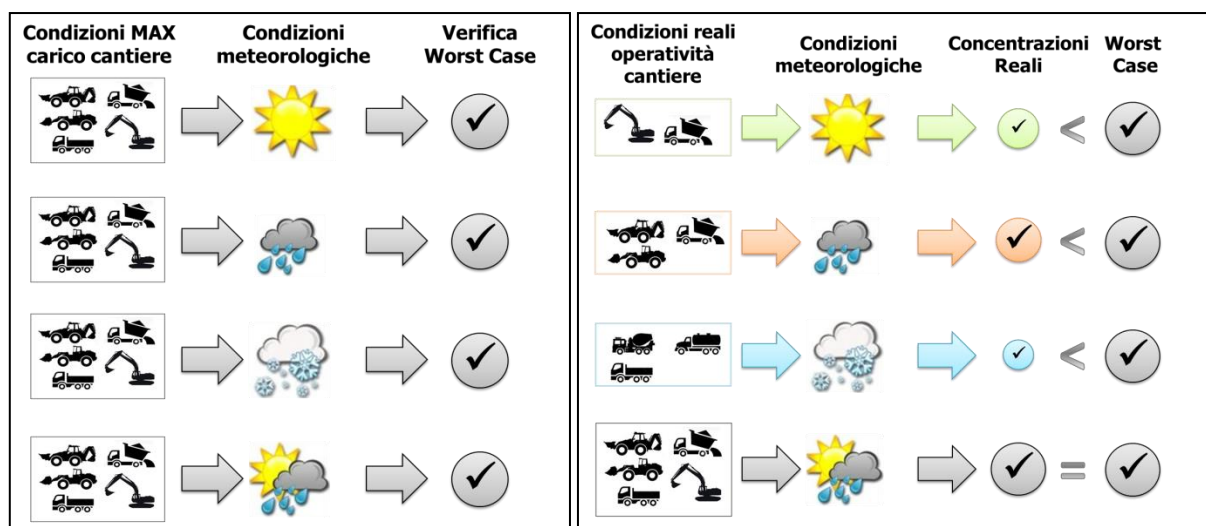 Condizioni MAX
carico cantiere
Condizioni
meteorologiche
Verifica
Worst Case
Condizioni reali
operatività
cantiere
Condizioni
meteorologiche
Concentrazioni
Reali
Worst
Case
<
<
<
=